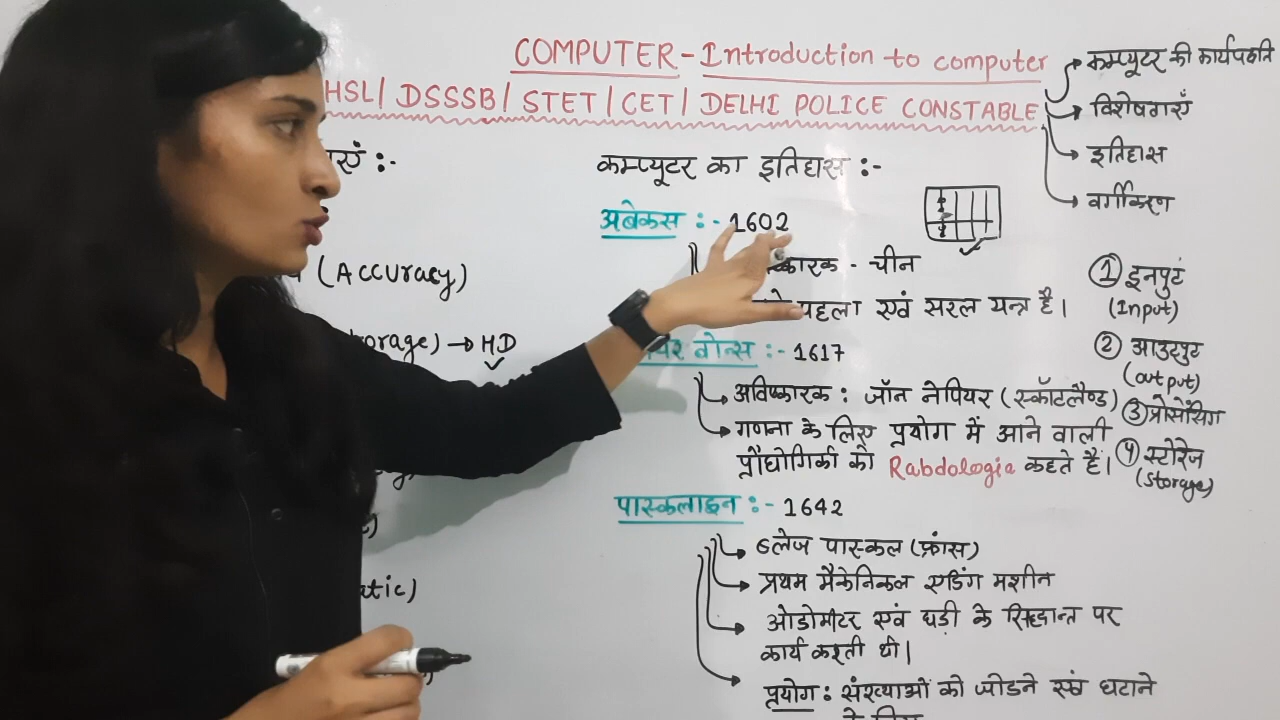 COMPUTER - Introduction to computer
HSL/ DSSSB/ STET/ CET/ DELHI POLICE CONSTABLE
कम्प्यूटर की कार्यपद्धति
विशेषताएँ
इतिहास
वर्गीकरण
(Accuracy)
→ HD
कम्प्यूटर का इतिहास :-
अबेकस :- 1602
- चीन
पहला एवं सरल यन्त्र है।
बोन्स :- 1617
अविष्कारक : जॉन नेपियर (स्कॉटलैण्ड)
गणना के लिए प्रयोग में आने वाली
प्रौघोगिकी को Rabdologia कहते है।
पास्कलाइन :- 1642
ब्लेज पास्कल (फ्रांस)
प्रथम मैकेनिकल एडिंग मशीन
ओडोमीटर एवं घड़ी के सिद्धान्त पर
कार्य करती थी।
प्रयोग : संख्याओं को जोडने एवं घटाने
① इनपुट
(Input)
② आउटपुट
(output)
③ प्रोसेसिंग
④ स्टोरेज
(Storage)